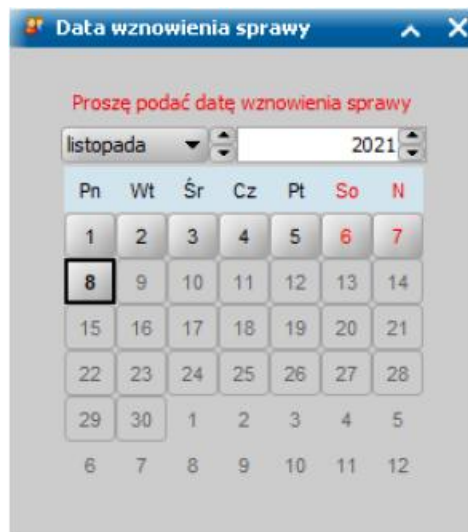 Data wznowienia sprawy
Proszę podać datę wznowienia sprawy
listopada 2021
Pn Wt Śr Cz Pt So N
1 2 3 4 5 6 7
8 9 10 11 12 13 14
15 16 17 18 19 20 21
22 23 24 25 26 27 28
29 30 1 2 3 4 5
6 7 8 9 10 11 12